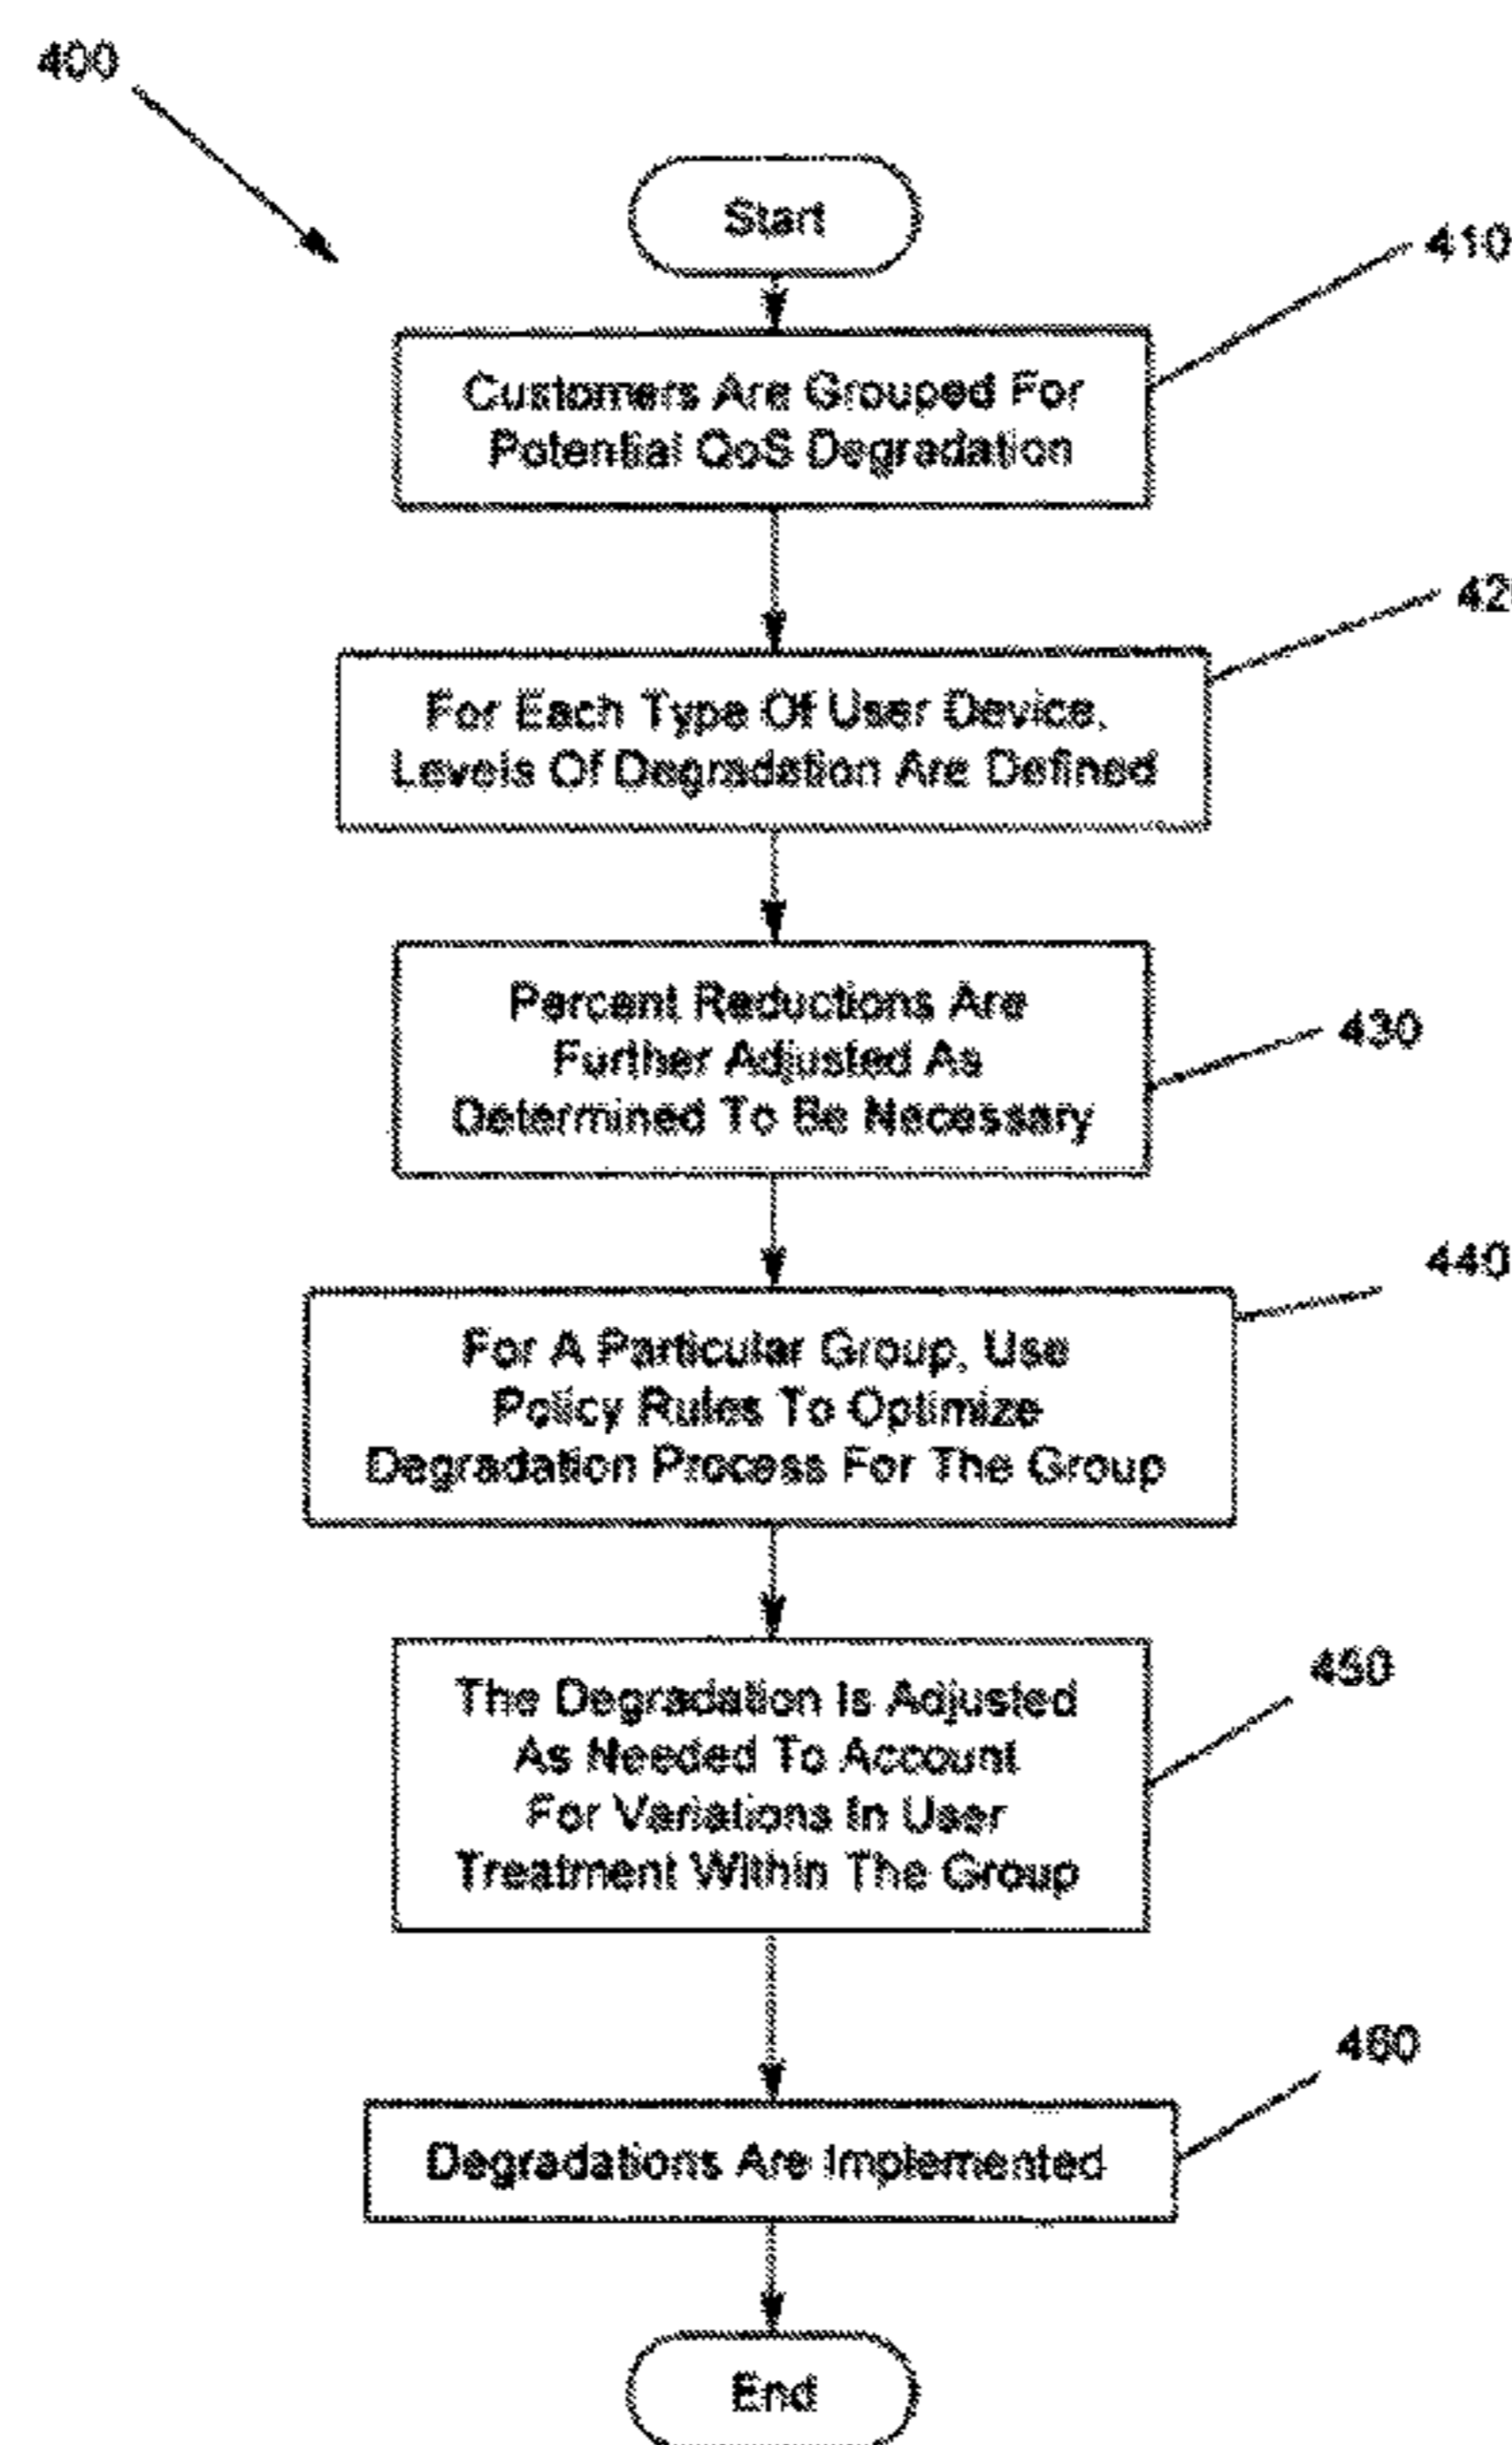 400
Start
410
Customers Are Grouped For
Potential QoS Degradation
42
For Each Type Of User Device,
Levels Of Degradation Are Defined
Percent Reductions Are
Further Adjusted As
Determined To Be Necessary
430
440
For A Particular Group, Use
Policy Rules To Optimize
Degradation Process For The Group
450
The Degradation Is Adjusted
As Needed To Account
For Variations In User
Treatment Within The Group
460
Degradations Are Implemented
End